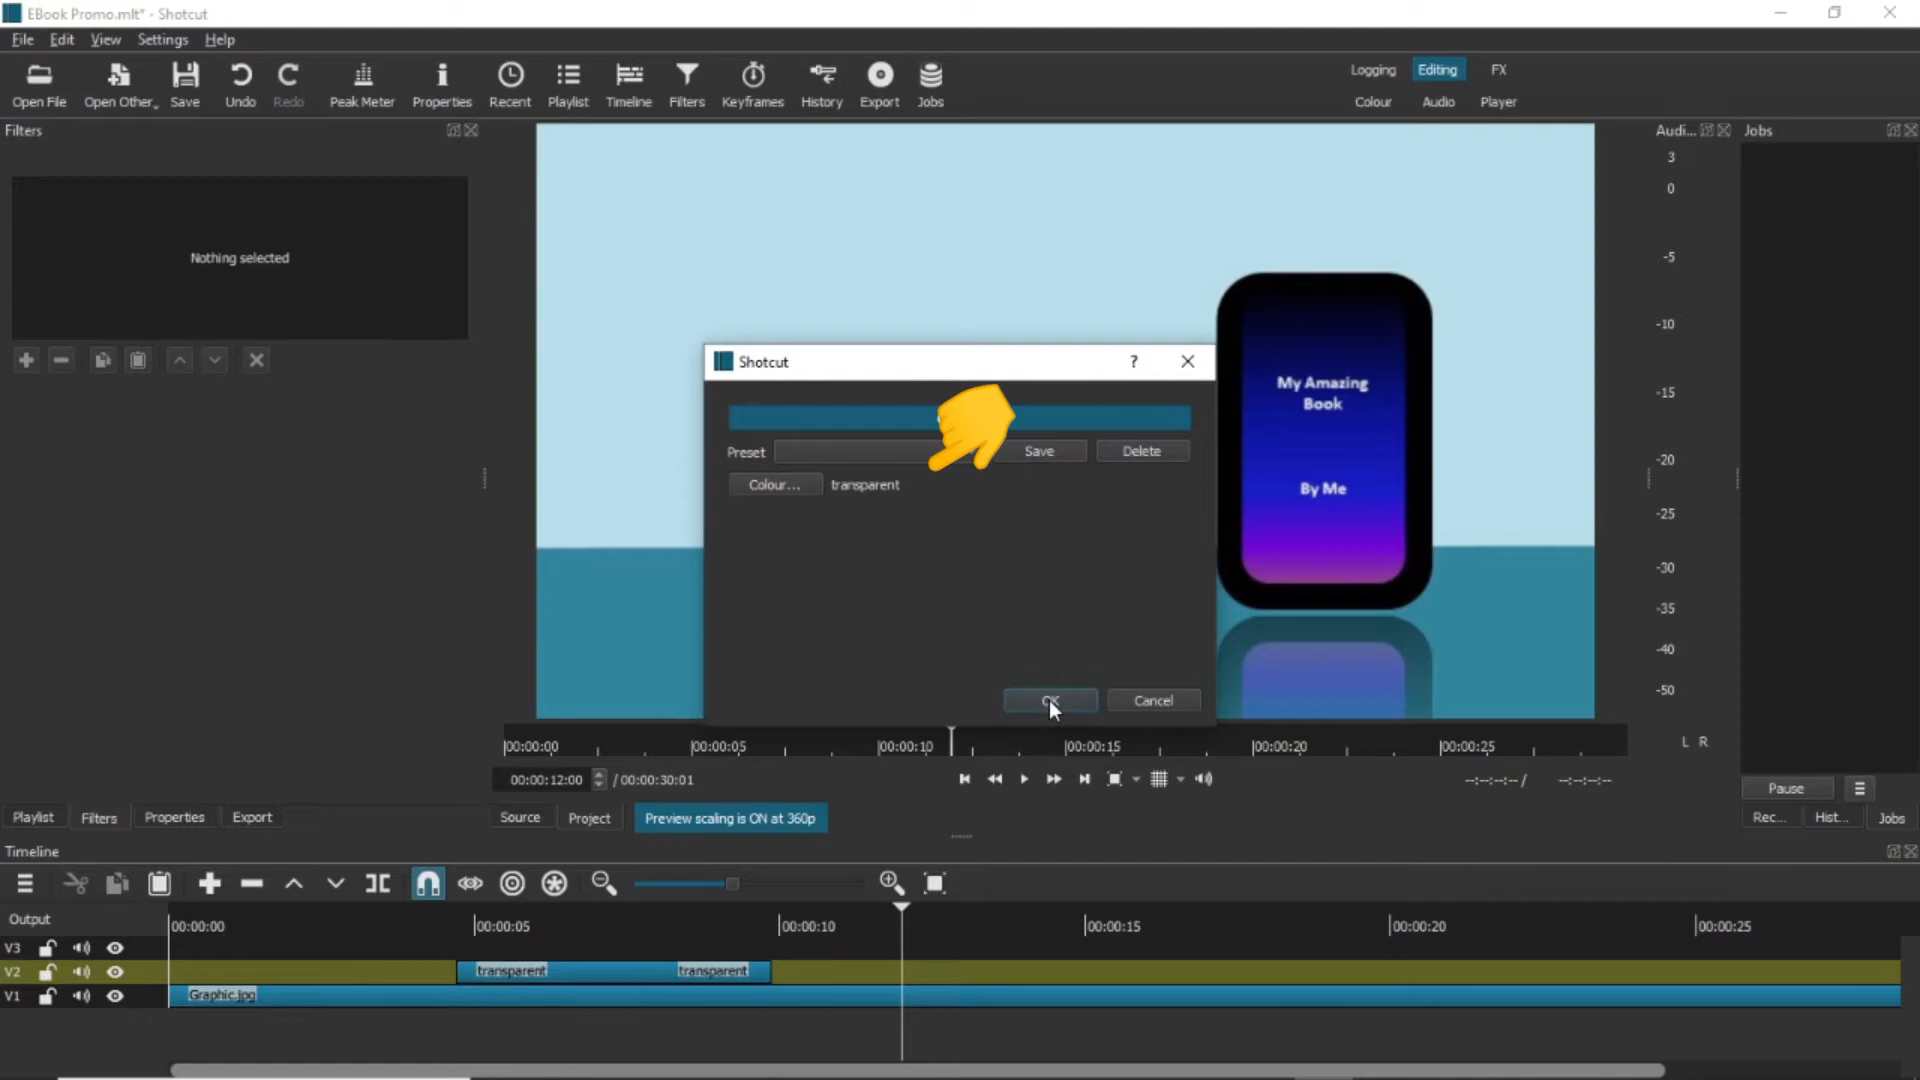 EBook Promo.mlt* - Shotcut
File Edit View Settings Help
Open File Open Other... Save Undo Redo Peak Meter Properties Recent Playlist Timeline Filters Keyframes History Export Jobs
Logging Editing FX
Colour Audio Player
Filters
Audi... Jobs
Nothing selected
3
0
-5
-10
-15
-20
-25
-30
-35
-40
-50
L R
My Amazing
Book
By Me
Shotcut ? X
Preset Save Delete
Colour... transparent
OK Cancel
00:00:00 00:00:05 00:00:10 00:00:15 00:00:20 00:00:25
00:00:12:00 / 00:00:30:01 --:--:--:-- / --:--:--:--
Pause
Playlist Filters Properties Export
Source Project Preview scaling is ON at 360p
Rec... Hist... Jobs
Timeline
Output 00:00:00 00:00:05 00:00:10 00:00:15 00:00:20 00:00:25
V3
V2 transparent transparent
V1 Graphic.jpg